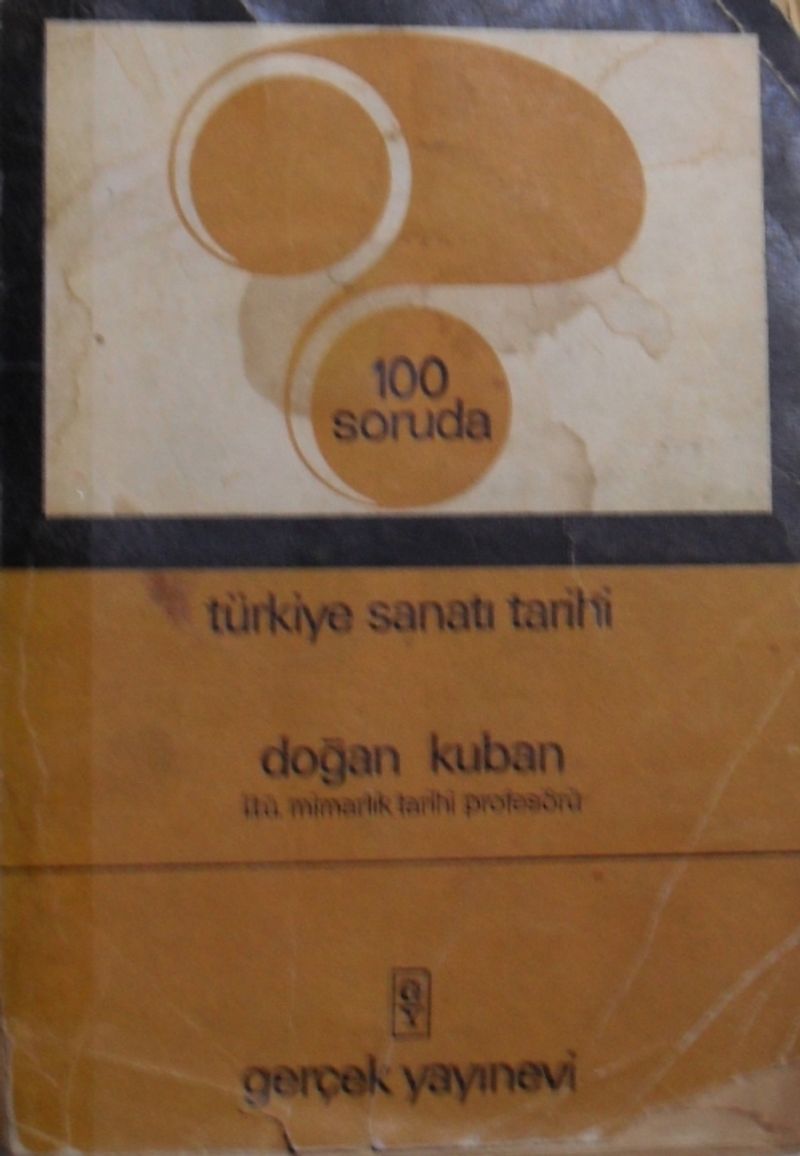 100
soruda
türkiye sanatı tarihi
doğan kuban
i.t.ü. mimarlık tarihi profesörü
G
Y
gerçek yayınevi